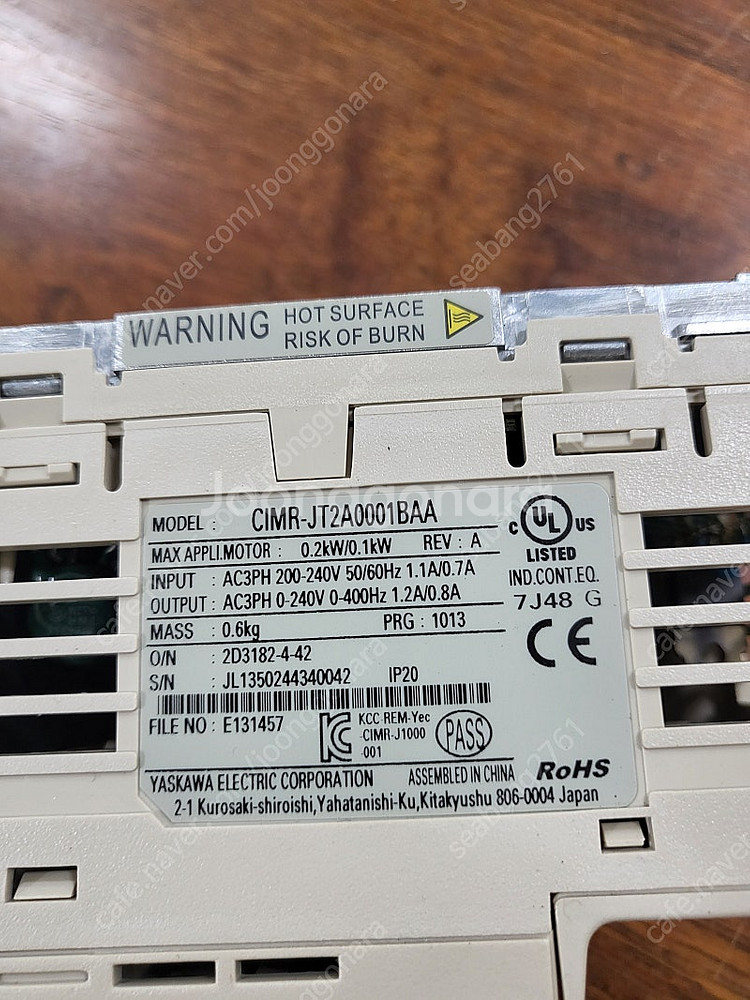 cafe.naver.com/joonggonara
seabang2761
WARNING HOT SURFACE
RISK OF BURN
Joonggonara
MODEL : CIMR-JT2A0001BAA
MAX APPLI.MOTOR : 0.2kW/0.1kW REV : A
INPUT : AC3PH 200-240V 50/60Hz 1.1A/0.7A
OUTPUT : AC3PH 0-240V 0-400Hz 1.2A/0.8A
MASS : 0.6kg PRG : 1013
O/N : 2D3182-4-42
S/N : JL1350244340042 IP20
FILE NO : E131457
KCC-REM-Yec
-CIMR-J1000
-001
PASS
C UL US
LISTED
IND.CONT.EQ.
7J48 G
CE
YASKAWA ELECTRIC CORPORATION ASSEMBLED IN CHINA RoHS
2-1 Kurosaki-shiroishi,Yahatanishi-Ku,Kitakyushu 806-0004 Japan